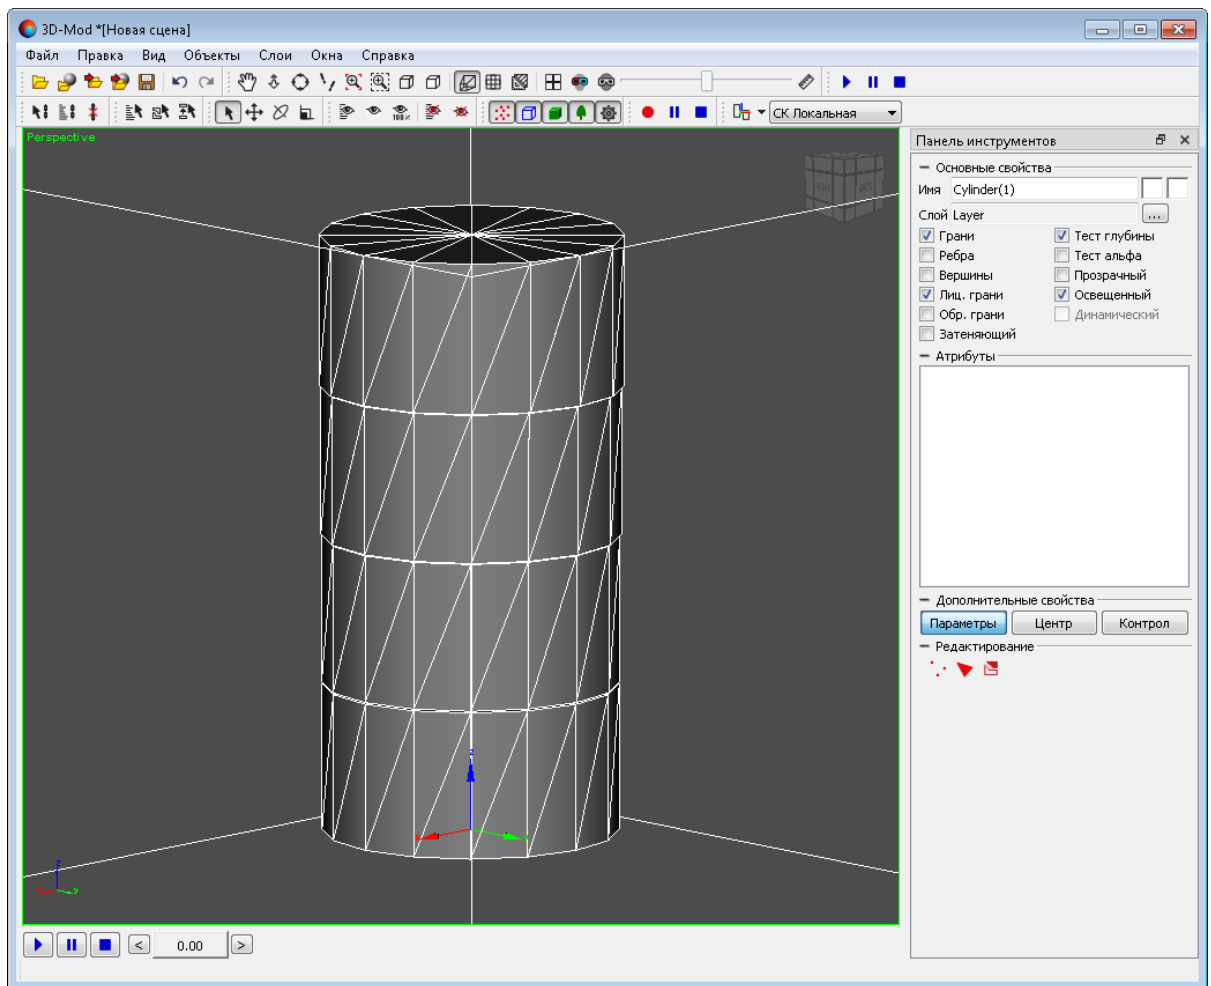 3D-Mod *[Новая сцена]
Файл Правка Вид Объекты Слои Окна Справка
100%
СК Локальная
Perspective
Панель инструментов
Основные свойства
Имя Cylinder(1)
Слой Layer ...
Грани Тест глубины
Ребра Тест альфа
Вершины Прозрачный
Лиц. грани Освещенный
Обр. грани Динамический
Затеняющий
Атрибуты
Дополнительные свойства
Параметры Центр Контрол
Редактирование
z
z
y
< 0.00 >